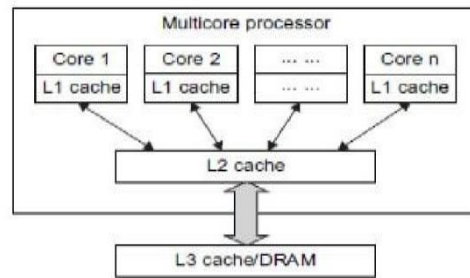 Multicore processor
Core 1
L1 cache
Core 2
L1 cache
... ...
... ...
Core n
L1 cache
L2 cache
L3 cache/DRAM